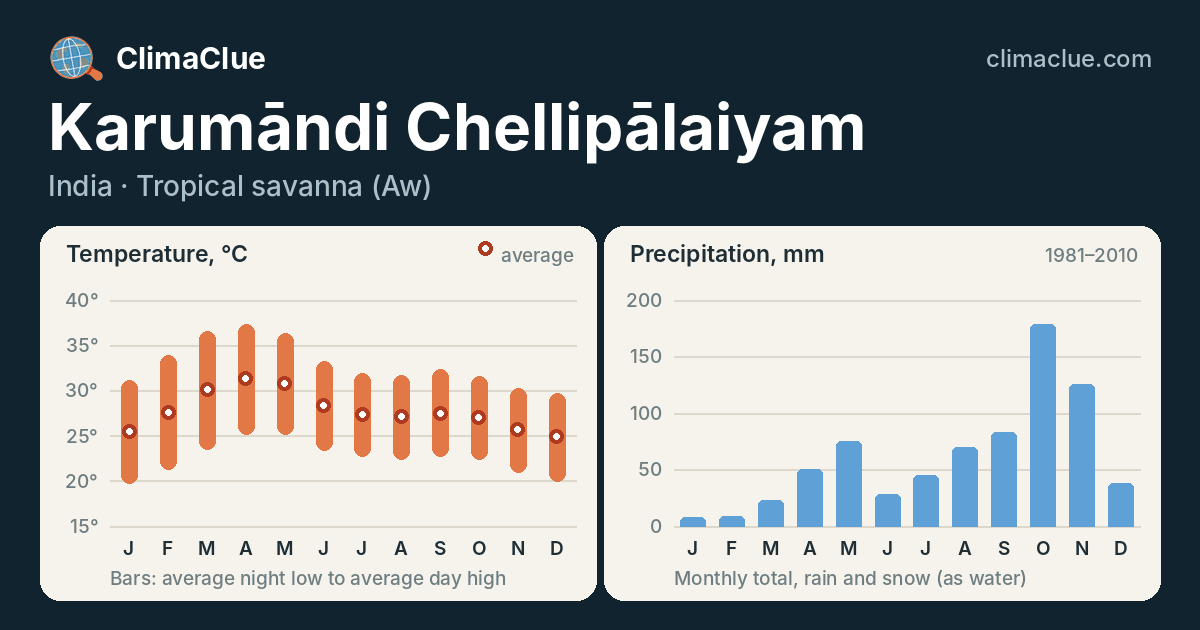 ClimaClue
climaclue.com
Karumāndi Chellipālaiyam
India · Tropical savanna (Aw)
Temperature, °C
average
40°
35°
30°
25°
20°
15°
J F M A M J J A S O N D
Bars: average night low to average day high
Precipitation, mm
1981–2010
200
150
100
50
0
J F M A M J J A S O N D
Monthly total, rain and snow (as water)